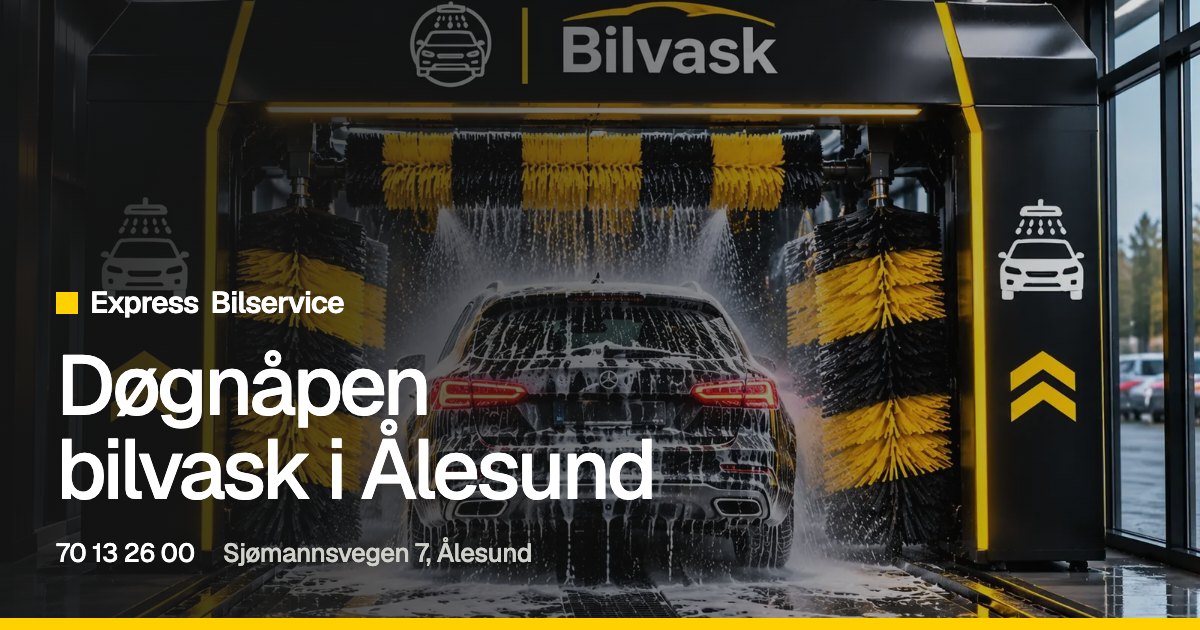 Bilvask
Express Bilservice
Døgnåpen
bilvask i Ålesund
70 13 26 00 Sjømannsvegen 7, Ålesund